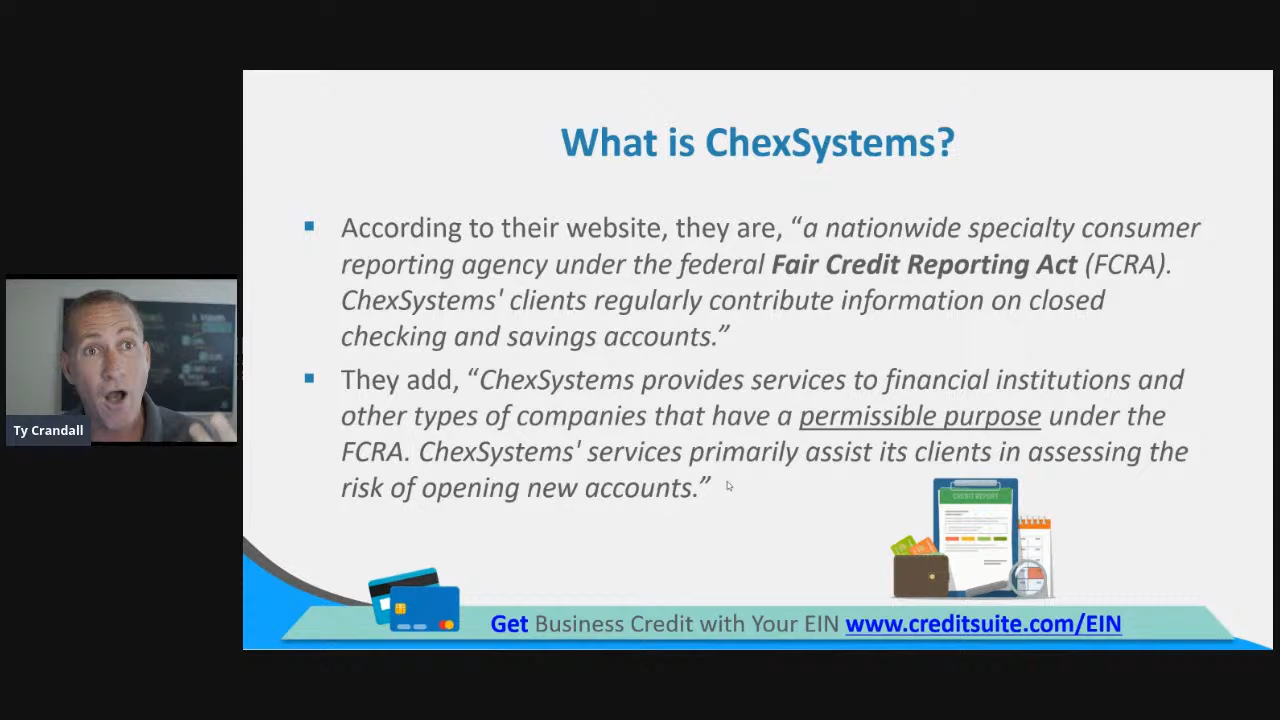 What is ChexSystems?
▪ According to their website, they are, “a nationwide specialty consumer
reporting agency under the federal Fair Credit Reporting Act (FCRA).
ChexSystems' clients regularly contribute information on closed
checking and savings accounts.”
▪ They add, “ChexSystems provides services to financial institutions and
other types of companies that have a permissible purpose under the
FCRA. ChexSystems' services primarily assist its clients in assessing the
risk of opening new accounts.”
Ty Crandall
CREDIT REPORT
Get Business Credit with Your EIN www.creditsuite.com/EIN